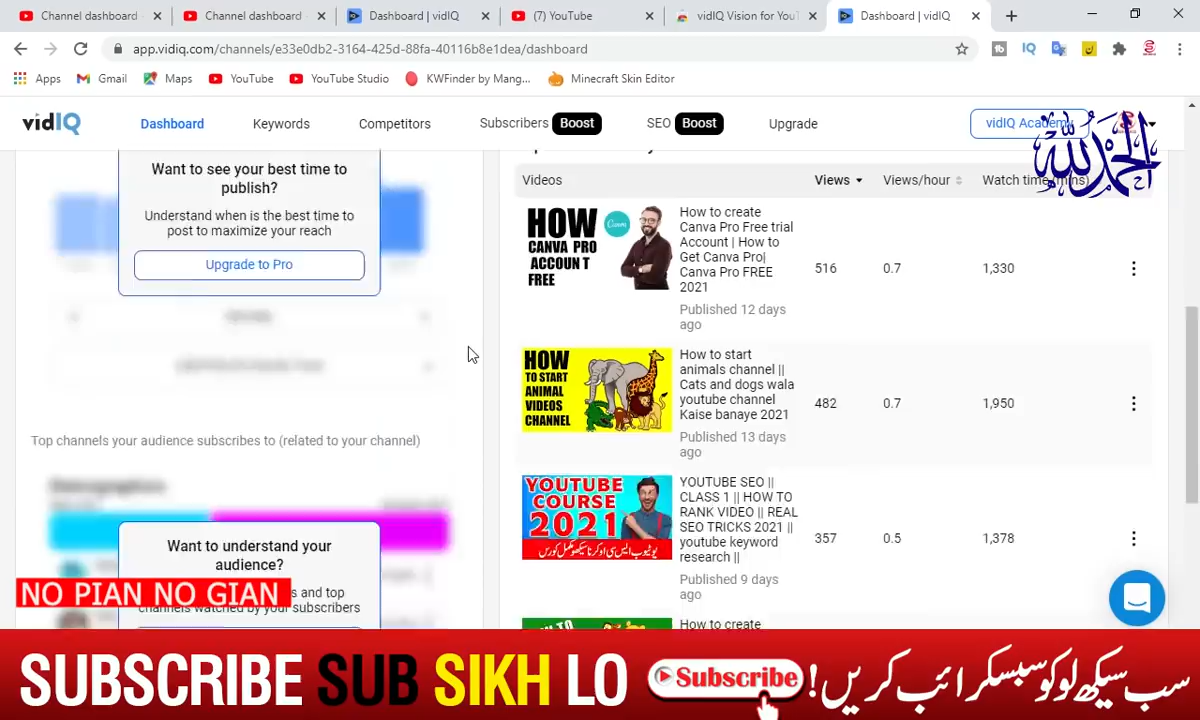 Channel dashboard
Channel dashboard
Dashboard | vidIQ
(7) YouTube
vidIQ Vision for YouT
Dashboard | vidIQ
app.vidiq.com/channels/e33e0db2-3164-425d-88fa-40116b8e1dea/dashboard
Apps
Gmail
Maps
YouTube
YouTube Studio
KWFinder by Mang...
Minecraft Skin Editor
vidIQ
Dashboard
Keywords
Competitors
Subscribers Boost
SEO Boost
Upgrade
vidIQ Academy
الحمد لله
Want to see your best time to
publish?
Understand when is the best time to
post to maximize your reach
Upgrade to Pro
Top channels your audience subscribes to (related to your channel)
Want to understand your
audience?
s and top
channels watched by your subscribers
Videos
Views
Views/hour
Watch time (mins)
HOW
CANVA PRO
ACCOUNT
FREE
Canva
How to create
Canva Pro Free trial
Account | How to
Get Canva Pro|
Canva Pro FREE
2021
Published 12 days
ago
516
0.7
1,330
HOW
TO START
ANIMAL
VIDEOS
CHANNEL
How to start
animals channel ||
Cats and dogs wala
youtube channel
Kaise banaye 2021
Published 13 days
ago
482
0.7
1,950
YOUTUBE SEO
COURSE
2021
یوٹیوب ایس ای او کرنا سیکھو مکمل کورس
YOUTUBE SEO ||
CLASS 1 || HOW TO
RANK VIDEO || REAL
SEO TRICKS 2021 ||
youtube keyword
research ||
Published 9 days
ago
357
0.5
1,378
How to create
NO PIAN NO GIAN
SUBSCRIBE SUB SIKH LO
Subscribe
سب سیکھ لو کو سبسکرائب کریں!